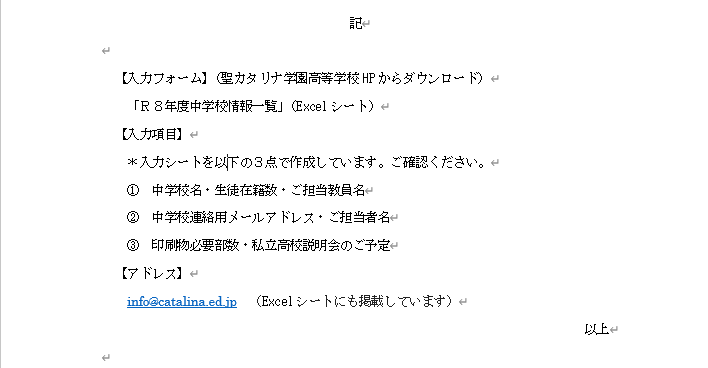 記
【入力フォーム】(聖カタリナ学園高等学校HPからダウンロード)
「R8年度中学校情報一覧」(Excelシート)
【入力項目】
*入力シートを以下の3点で作成しています。ご確認ください。
① 中学校名・生徒在籍数・ご担当教員名
② 中学校連絡用メールアドレス・ご担当者名
③ 印刷物必要部数・私立高校説明会のご予定
【アドレス】
info@catalina.ed.jp (Excelシートにも掲載しています)
以上